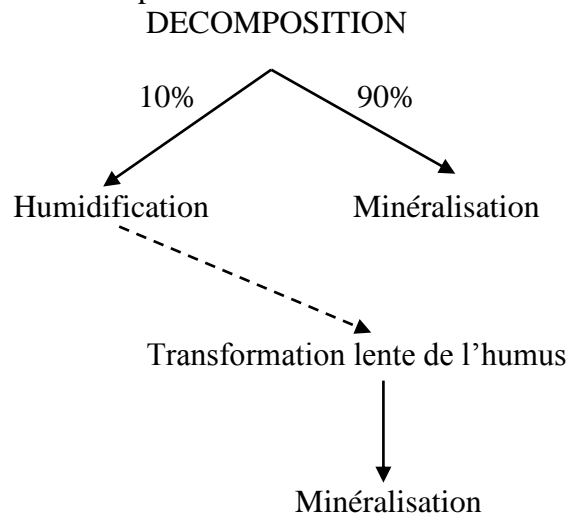 DECOMPOSITION
10% 90%
Humidification Minéralisation
Transformation lente de l’humus
Minéralisation